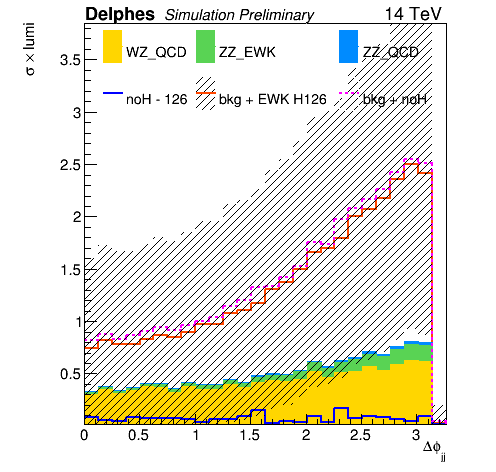 Delphes Simulation Preliminary 14 TeV
σ × lumi
WZ_QCD ZZ_EWK ZZ_QCD
noH - 126 bkg + EWK H126 bkg + noH
3.5
3
2.5
2
1.5
1
0.5
0 0.5 1 1.5 2 2.5 3
Δϕjj